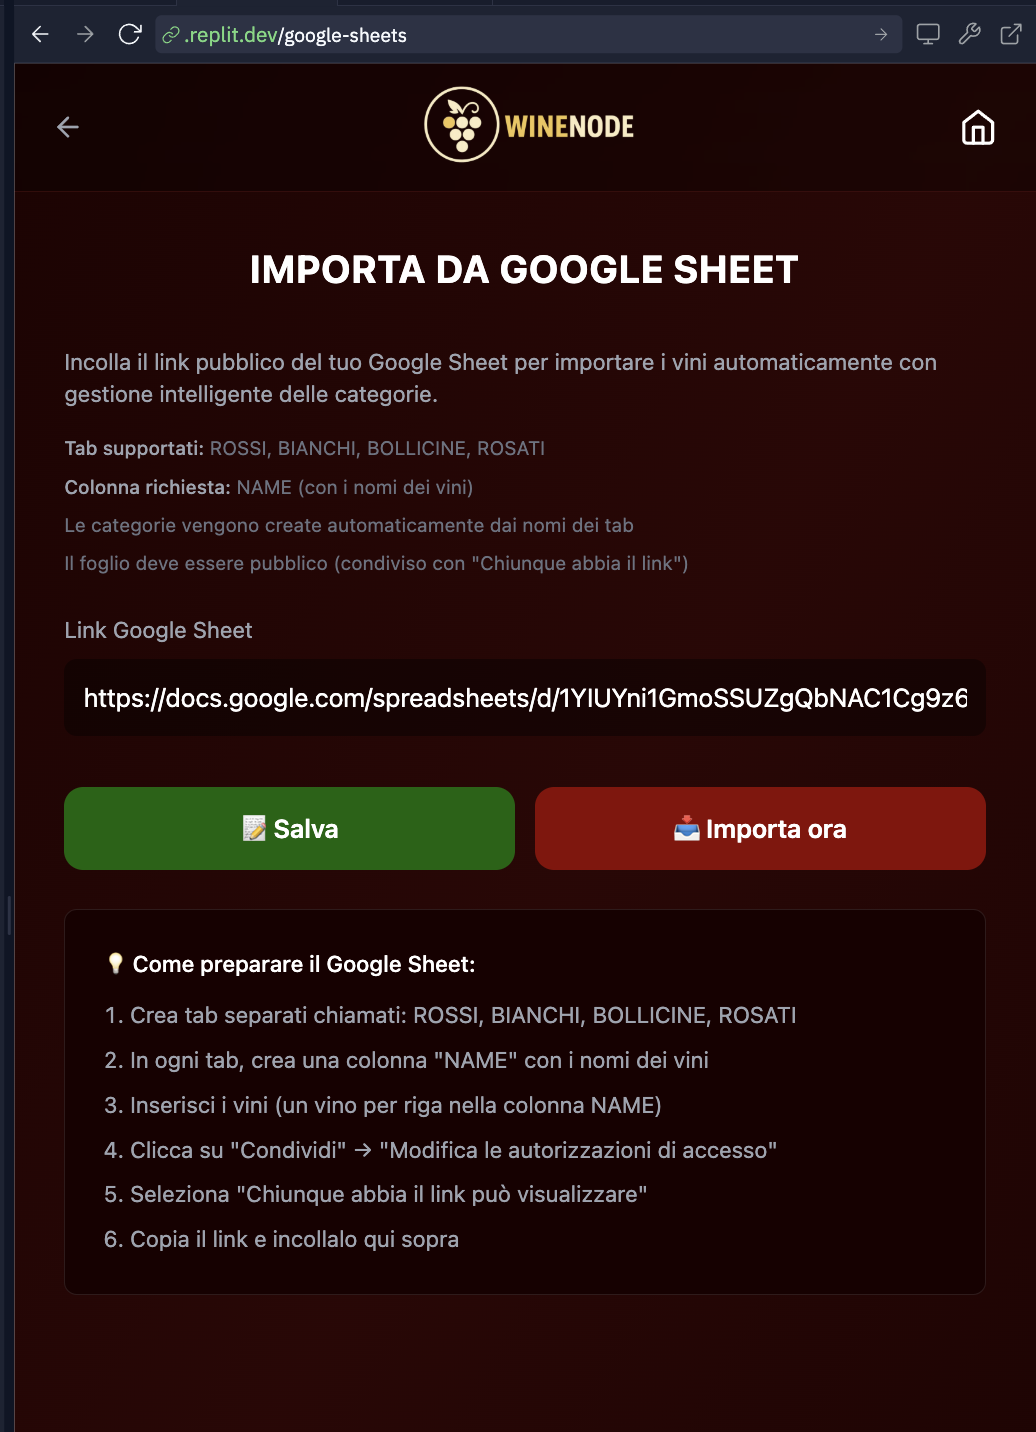 .replit.dev/google-sheets
WINENODE
IMPORTA DA GOOGLE SHEET
Incolla il link pubblico del tuo Google Sheet per importare i vini automaticamente con
gestione intelligente delle categorie.
Tab supportati: ROSSI, BIANCHI, BOLLICINE, ROSATI
Colonna richiesta: NAME (con i nomi dei vini)
Le categorie vengono create automaticamente dai nomi dei tab
Il foglio deve essere pubblico (condiviso con "Chiunque abbia il link")
Link Google Sheet
https://docs.google.com/spreadsheets/d/1YIUYni1GmoSSUZgQbNAC1Cg9z6
📝 Salva
📥 Importa ora
💡 Come preparare il Google Sheet:
1. Crea tab separati chiamati: ROSSI, BIANCHI, BOLLICINE, ROSATI
2. In ogni tab, crea una colonna "NAME" con i nomi dei vini
3. Inserisci i vini (un vino per riga nella colonna NAME)
4. Clicca su "Condividi" → "Modifica le autorizzazioni di accesso"
5. Seleziona "Chiunque abbia il link può visualizzare"
6. Copia il link e incollalo qui sopra